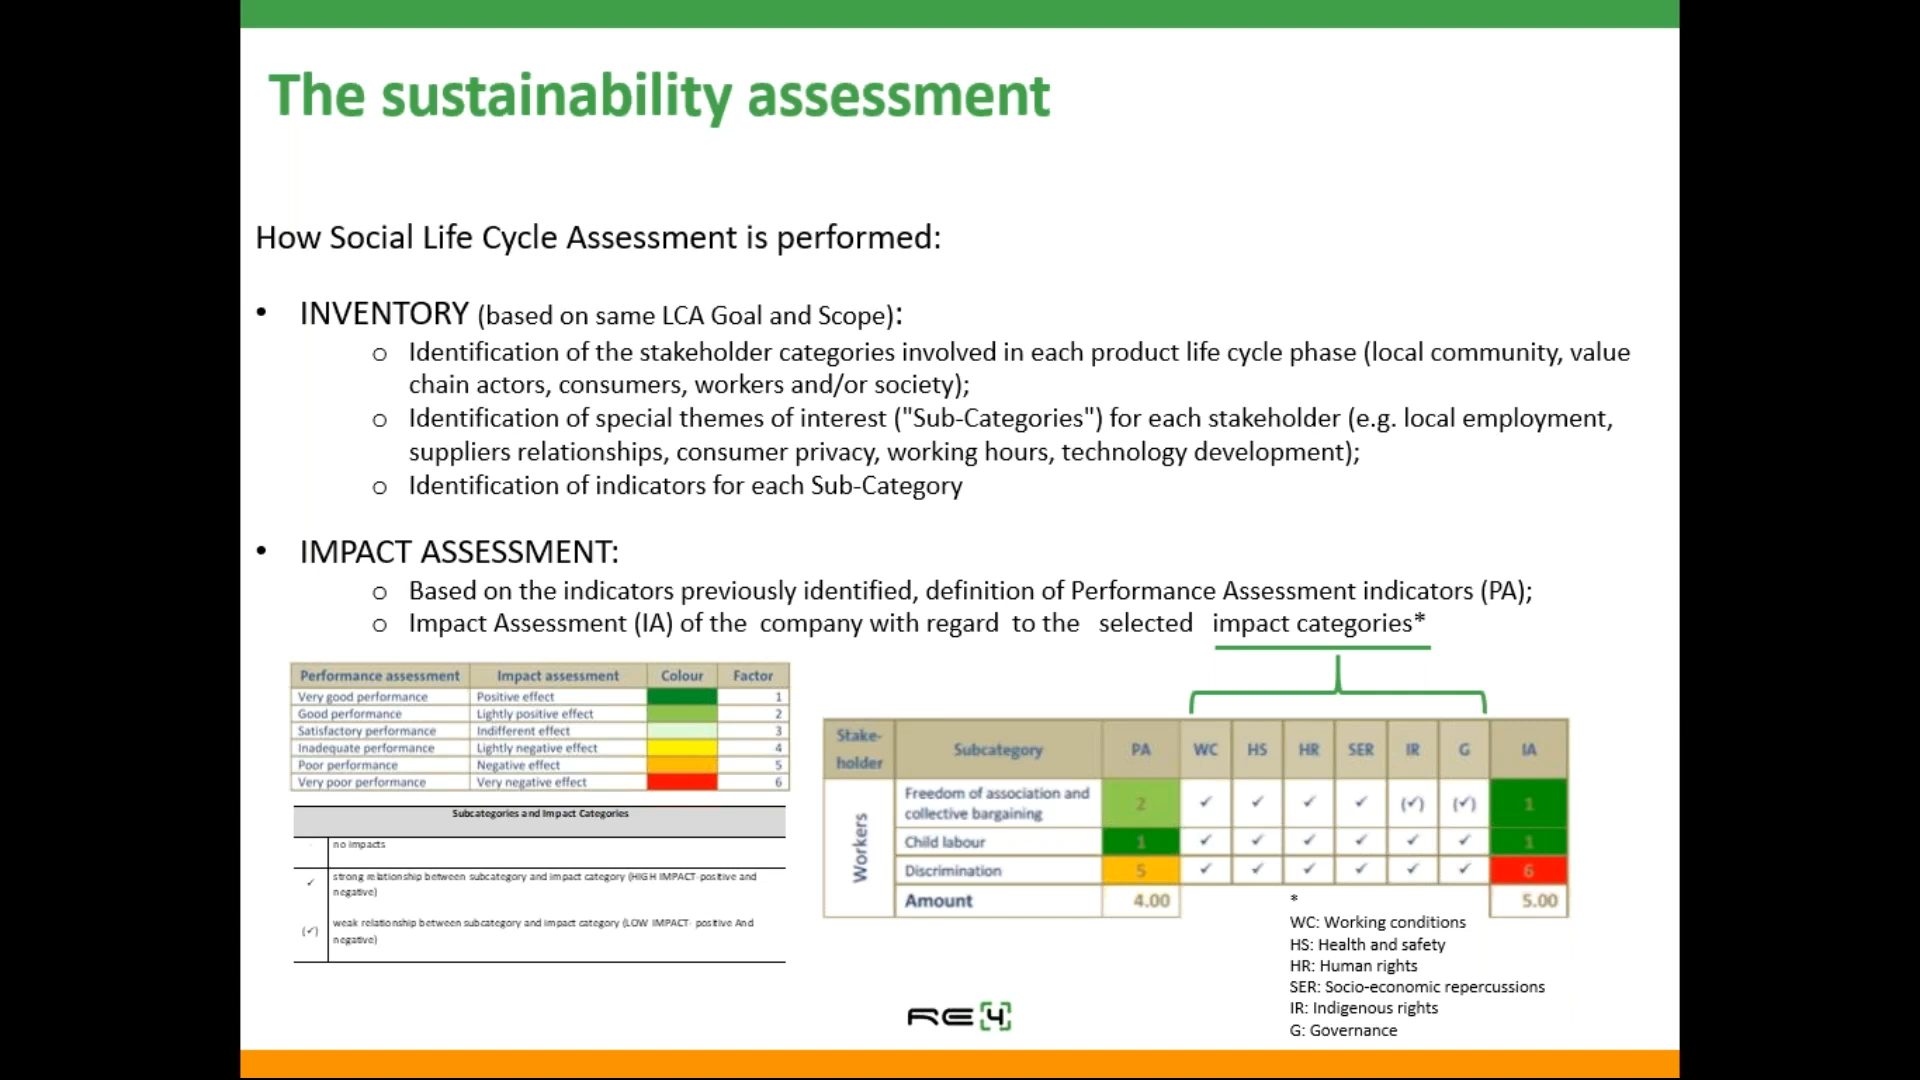 The sustainability assessment
How Social Life Cycle Assessment is performed:
• INVENTORY (based on same LCA Goal and Scope):
o Identification of the stakeholder categories involved in each product life cycle phase (local community, value
chain actors, consumers, workers and/or society);
o Identification of special themes of interest ("Sub-Categories") for each stakeholder (e.g. local employment,
suppliers relationships, consumer privacy, working hours, technology development);
o Identification of indicators for each Sub-Category
• IMPACT ASSESSMENT:
o Based on the indicators previously identified, definition of Performance Assessment indicators (PA);
o Impact Assessment (IA) of the company with regard to the selected impact categories*
Performance assessment Impact assessment Colour Factor
Very good performance Positive effect 1
Good performance Lightly positive effect 2
Satisfactory performance Indifferent effect 3
Inadequate performance Lightly negative effect 4
Poor performance Negative effect 5
Very poor performance Very negative effect 6
Subcategories and Impact Categories
no impacts
✓ strong relationship between subcategory and impact category (HIGH IMPACT- positive and
negative)
(✓) weak relationship between subcategory and impact category (LOW IMPACT- positive And
negative)
Stake-
holder Subcategory PA WC HS HR SER IR G IA
Workers
Freedom of association and
collective bargaining 2 ✓ ✓ ✓ ✓ (✓) (✓) 1
Child labour 1 ✓ ✓ ✓ ✓ ✓ ✓ 1
Discrimination 5 ✓ ✓ ✓ ✓ ✓ ✓ 6
Amount 4.00 5.00
*
WC: Working conditions
HS: Health and safety
HR: Human rights
SER: Socio-economic repercussions
IR: Indigenous rights
G: Governance
RE4